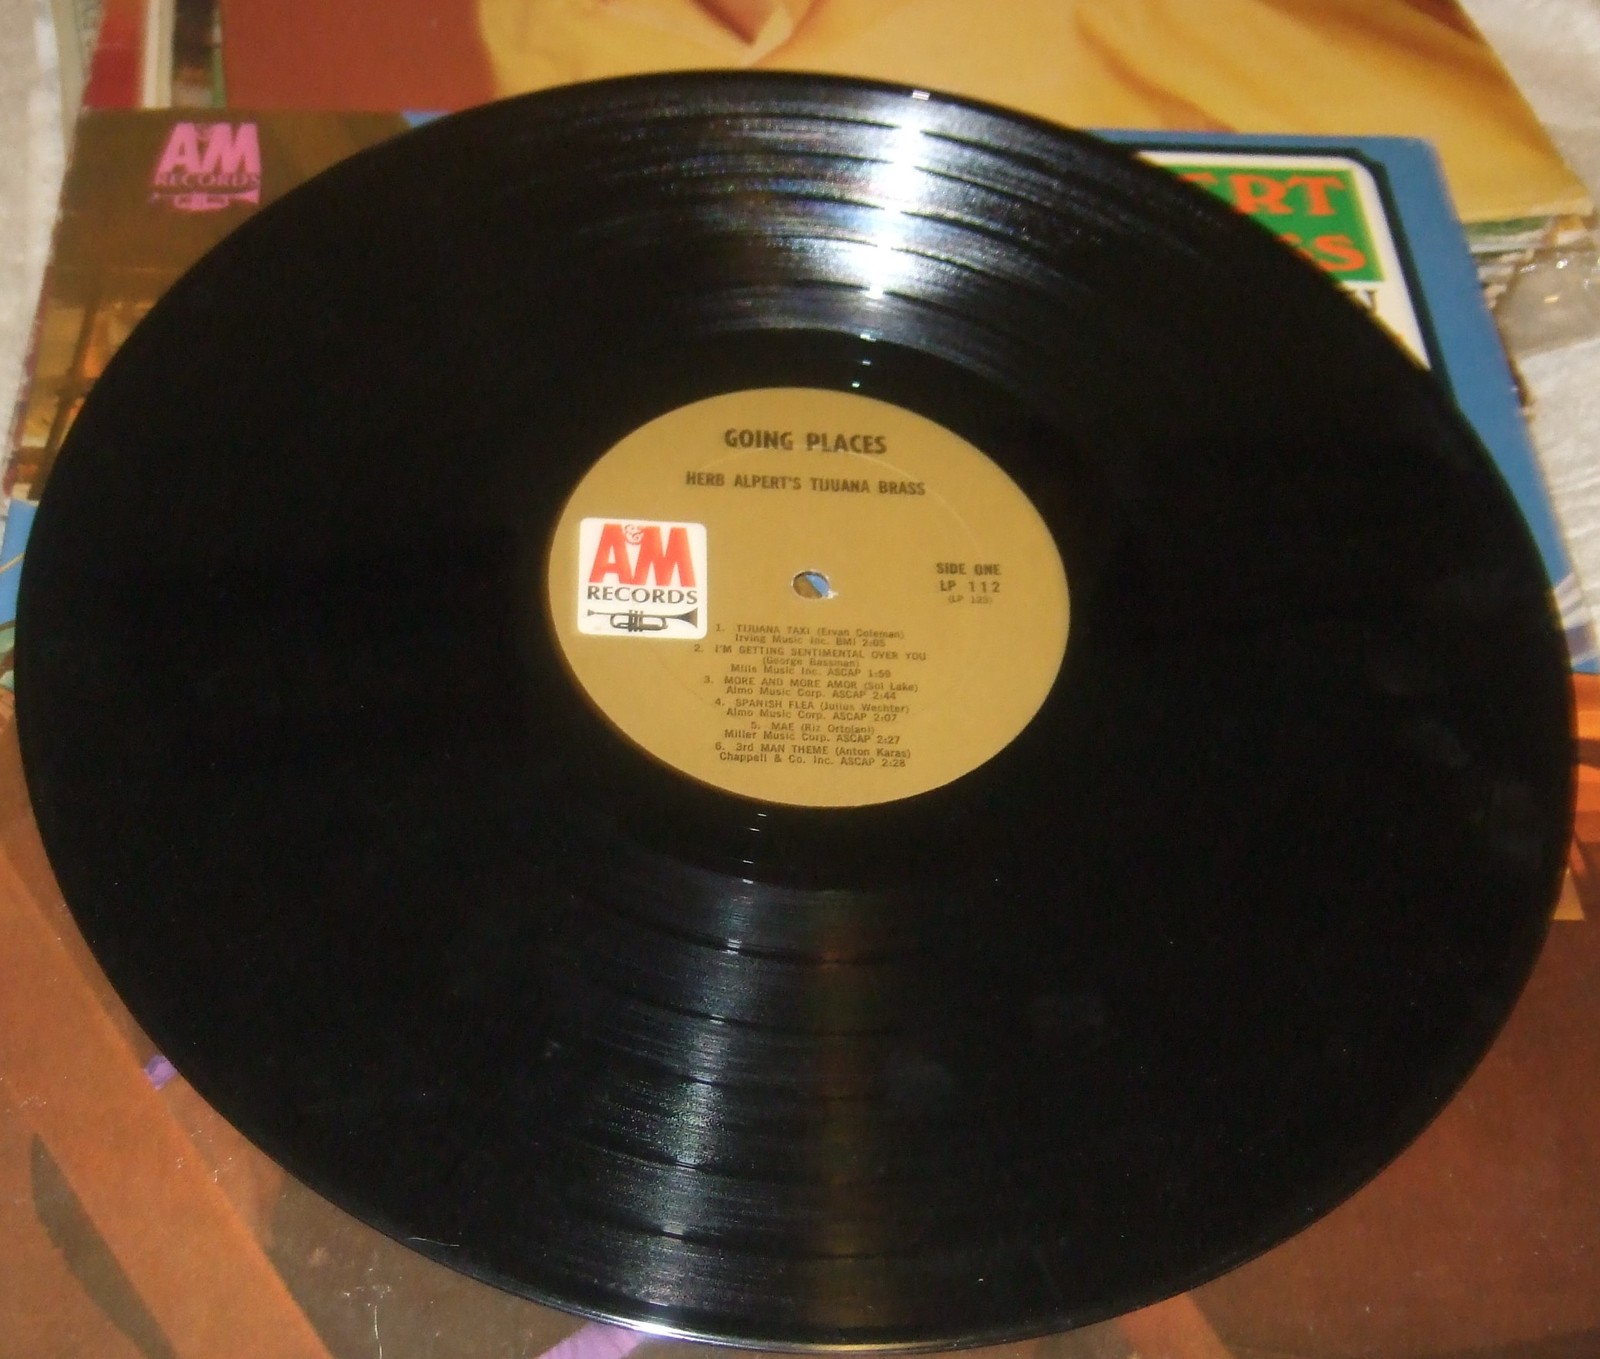 A&M
RECORDS
ERT
SS
GOING PLACES
HERB ALPERT'S TIJUANA BRASS
A&M
RECORDS
SIDE ONE
LP 112
(LP 123)
1. TIJUANA TAXI (Ervan Coleman)
Irving Music Inc. BMI 2:05
2. I'M GETTING SENTIMENTAL OVER YOU
(George Bassman)
Mills Music Inc. ASCAP 1:59
3. MORE AND MORE AMOR (Sol Lake)
Almo Music Corp. ASCAP 2:44
4. SPANISH FLEA (Julius Wechter)
Almo Music Corp. ASCAP 2:07
5. MAE (Riz Ortolani)
Miller Music Corp. ASCAP 2:27
6. 3rd MAN THEME (Anton Karas)
Chappell & Co. Inc. ASCAP 2:28